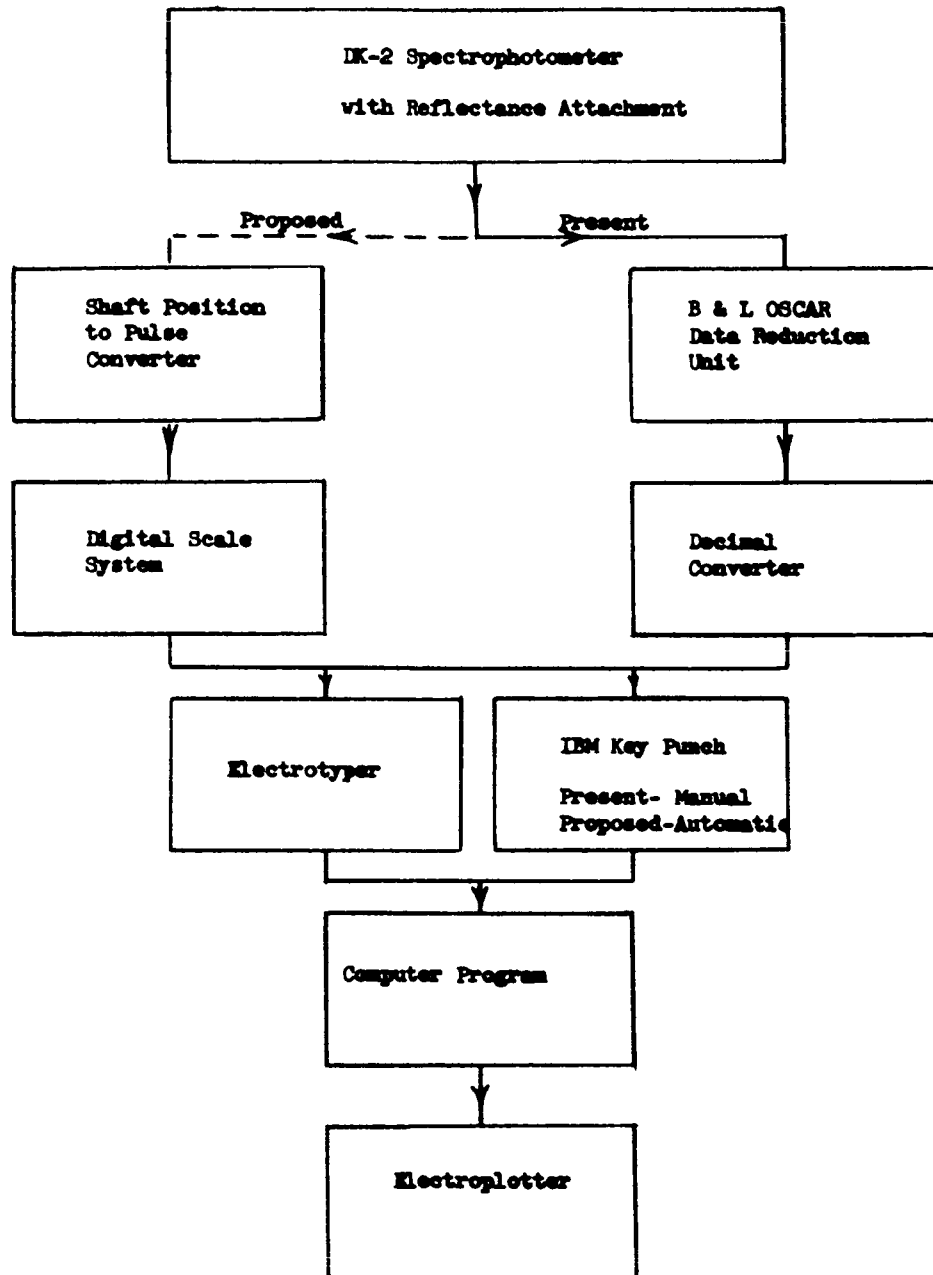 DK-2 Spectrophotometer
with Reflectance Attachment
Proposed
Present
Shaft Position
to Pulse
Converter
B & L OSCAR
Data Reduction
Unit
Digital Scale
System
Decimal
Converter
Electrotyper
IBM Key Punch
Present- Manual
Proposed-Automatic
Computer Program
Electroplotter